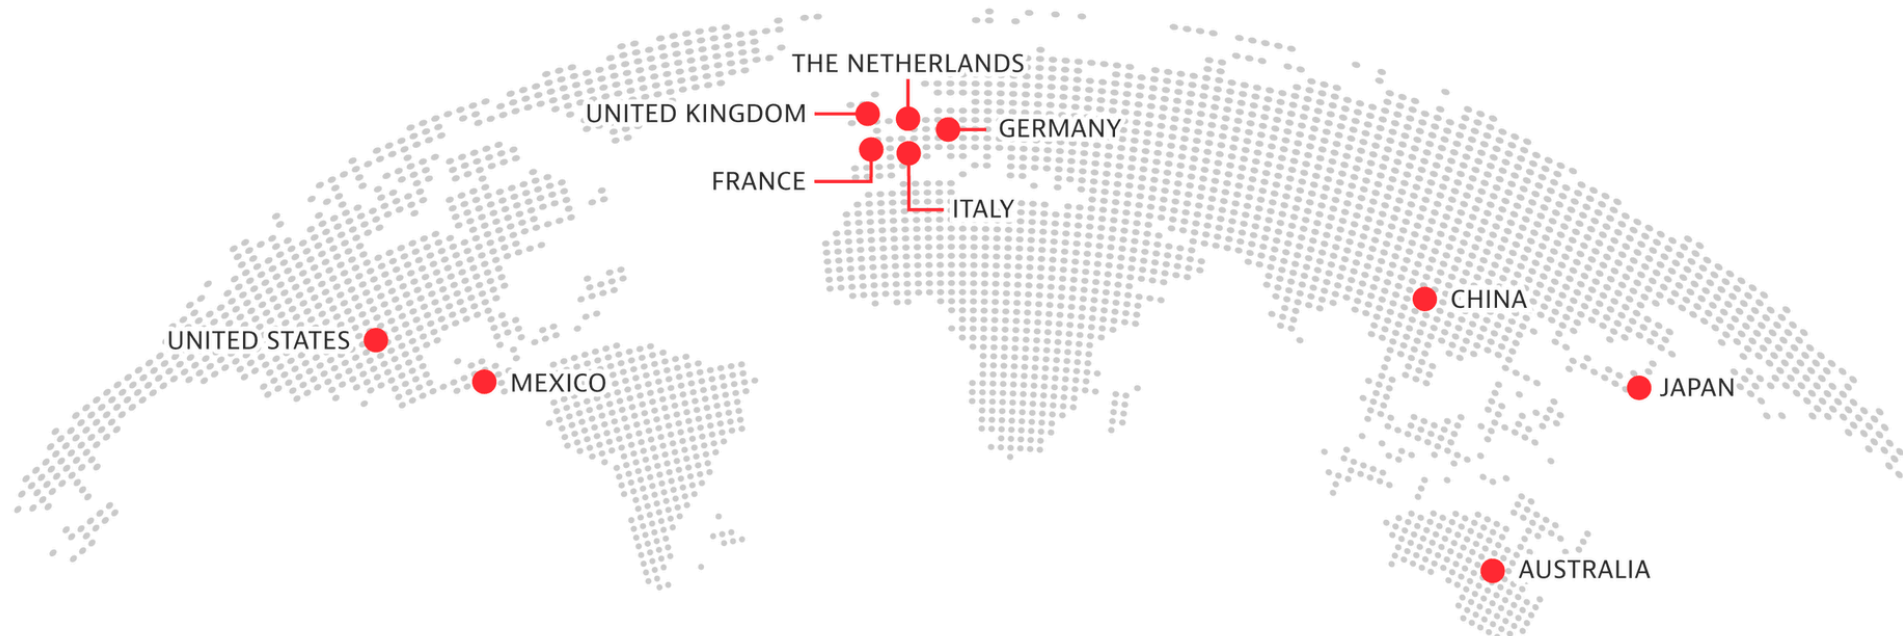 THE NETHERLANDS
UNITED KINGDOM
GERMANY
FRANCE
ITALY
CHINA
UNITED STATES
MEXICO
JAPAN
AUSTRALIA